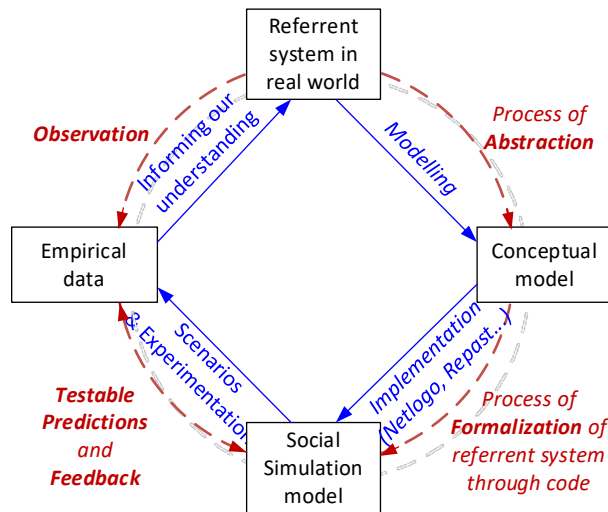 Referrent
system in
real world
Observation
Informing our
understanding
Modelling
Process of
Abstraction
Empirical
data
Conceptual
model
Scenarios
& Experimentation
Implementation
(Netlogo, Repast...)
Testable
Predictions
and
Feedback
Social
Simulation
model
Process of
Formalization of
referrent system
through code